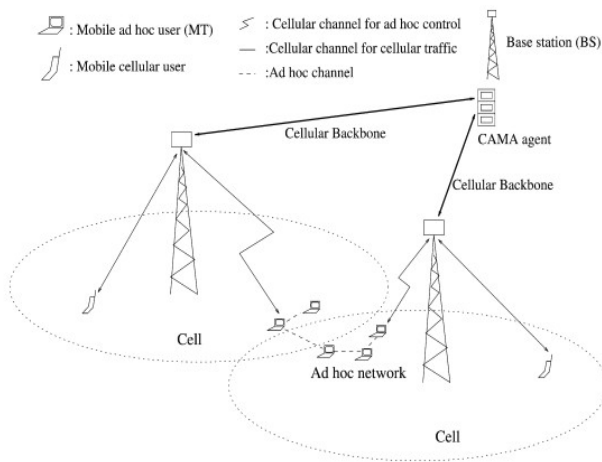 : Mobile ad hoc user (MT)
: Mobile cellular user
: Cellular channel for ad hoc control
:Cellular channel for cellular traffic
:Ad hoc channel
Base station (BS)
CAMA agent
Cellular Backbone
Cellular Backbone
Cell
Ad hoc network
Cell